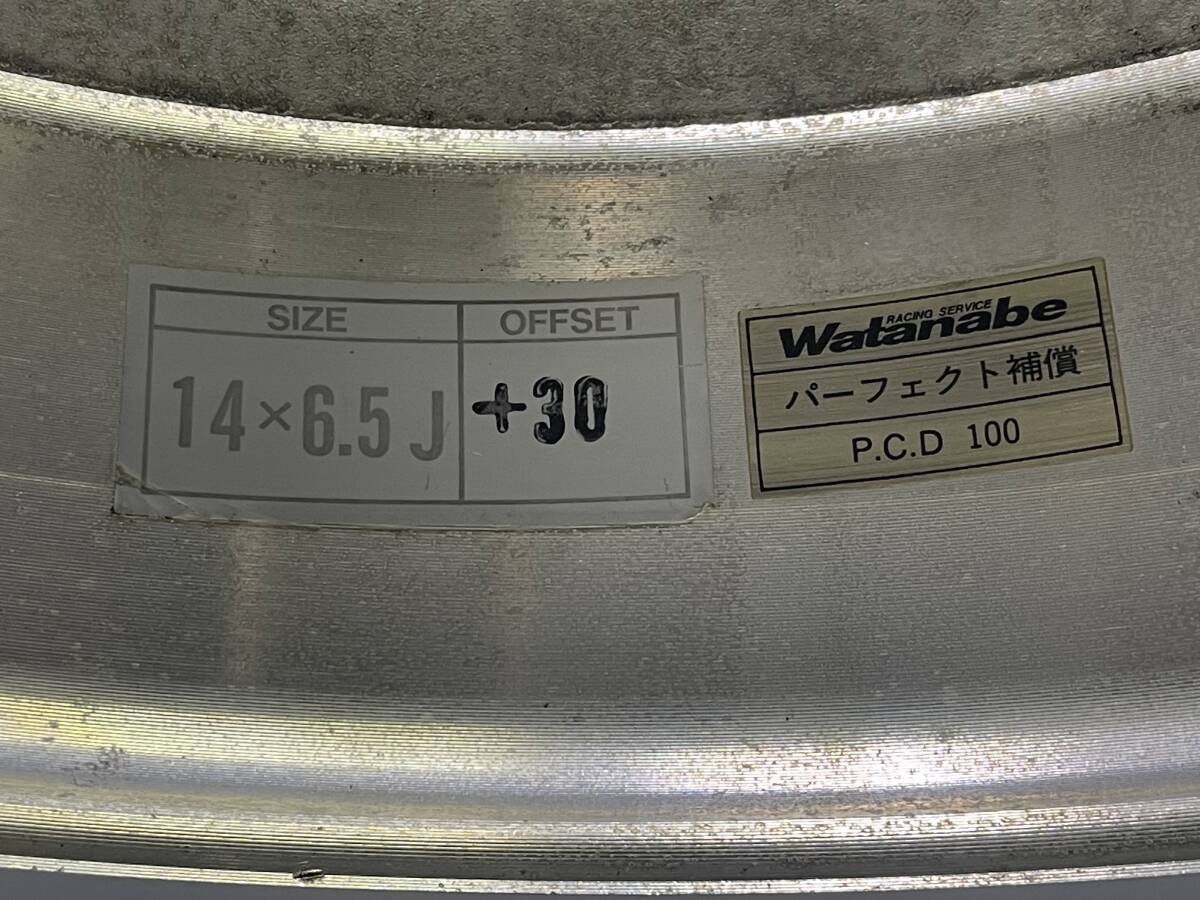 SIZE OFFSET
14×6.5J +30
RACING SERVICE
Watanabe
パーフェクト補償
P.C.D 100